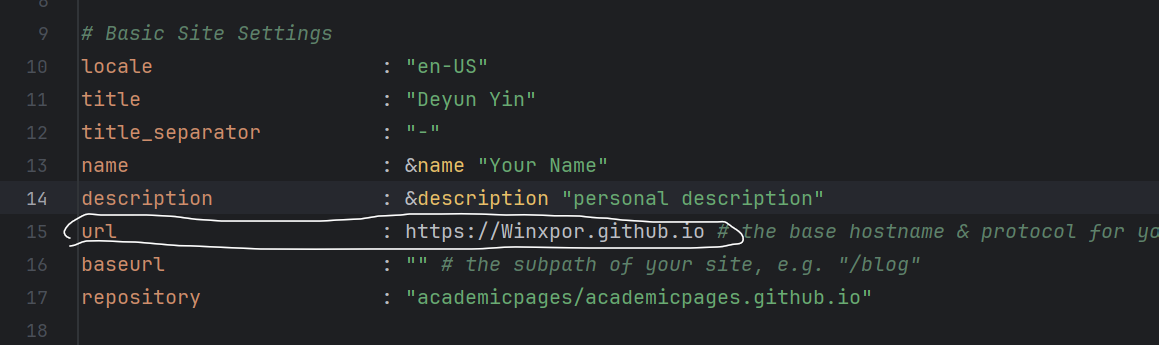 9 # Basic Site Settings
10 locale : "en-US"
11 title : "Deyun Yin"
12 title_separator : "-"
13 name : &name "Your Name"
14 description : &description "personal description"
15 url : https://Winxpor.github.io # the base hostname & protocol for yo
16 baseurl : "" # the subpath of your site, e.g. "/blog"
17 repository : "academicpages/academicpages.github.io"
18